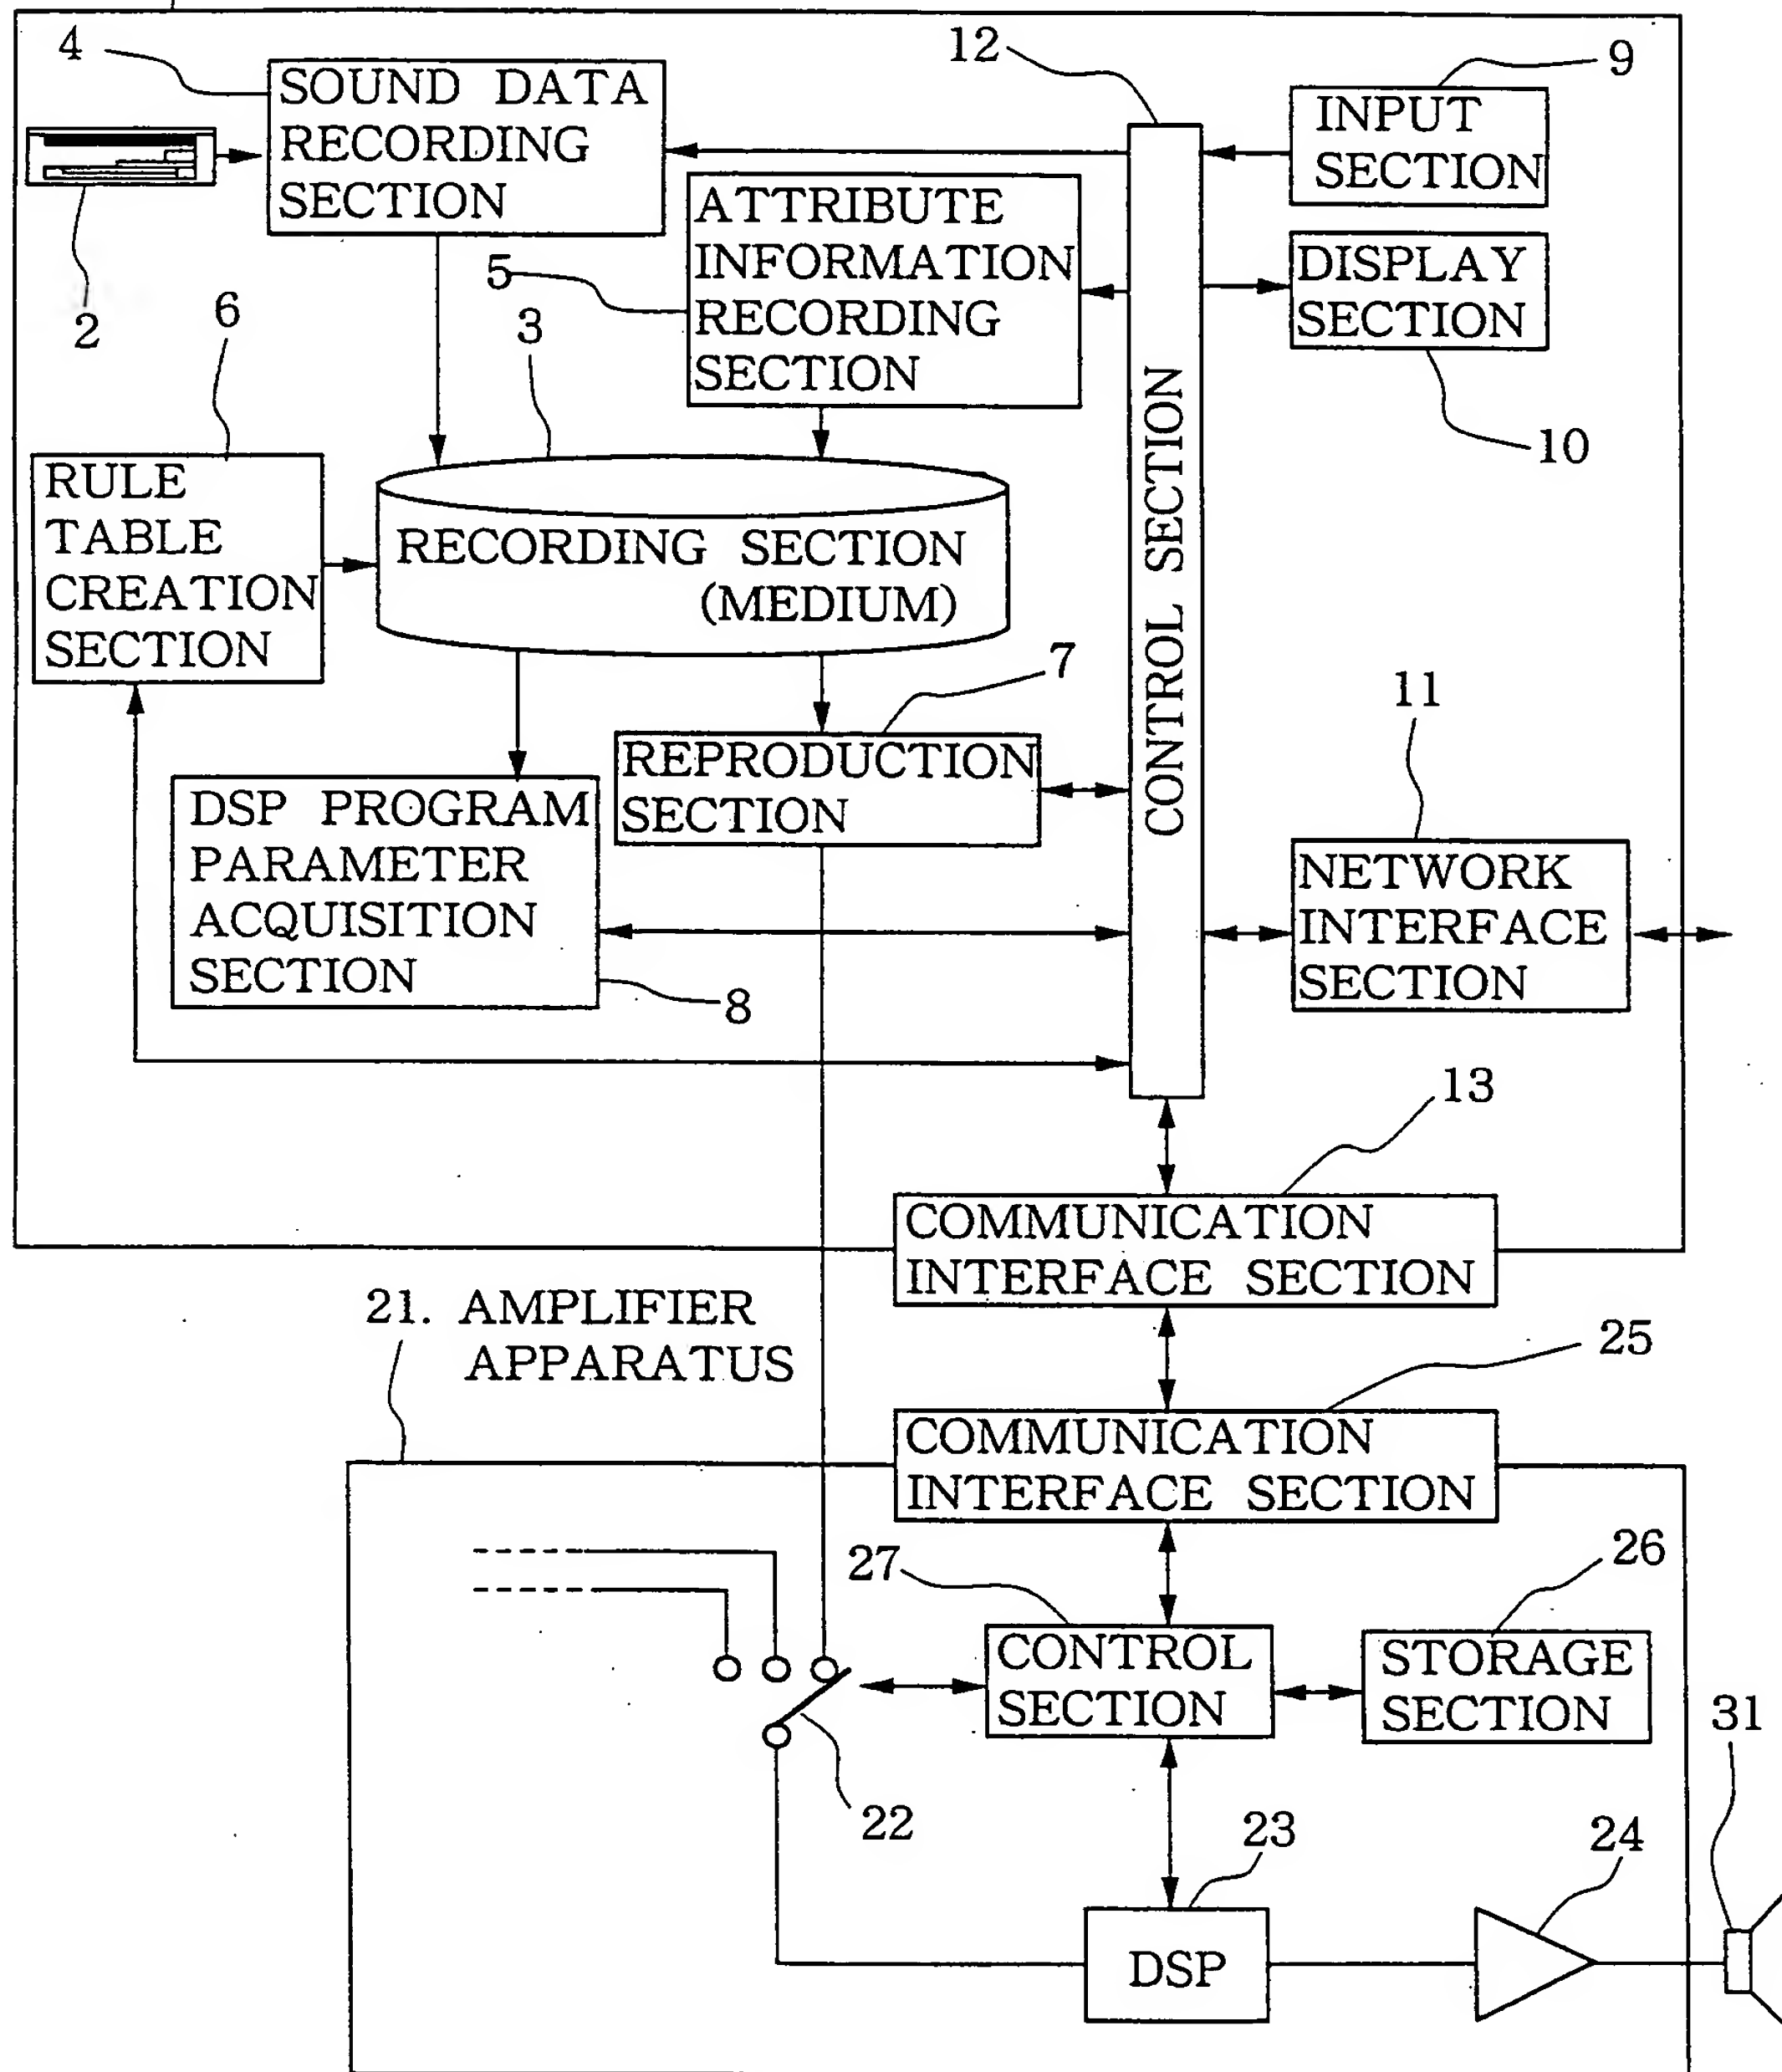 4
12
9
SOUND DATA
RECORDING
SECTION
INPUT
SECTION
2
ATTRIBUTE
INFORMATION
RECORDING
SECTION
5
DISPLAY
SECTION
10
6
3
RULE
TABLE
CREATION
SECTION
RECORDING SECTION
(MEDIUM)
CONTROL SECTION
7
11
REPRODUCTION
SECTION
DSP PROGRAM
PARAMETER
ACQUISITION
SECTION
8
NETWORK
INTERFACE
SECTION
13
COMMUNICATION
INTERFACE SECTION
21. AMPLIFIER
APPARATUS
25
COMMUNICATION
INTERFACE SECTION
27
26
CONTROL
SECTION
STORAGE
SECTION
22
23
24
31
DSP